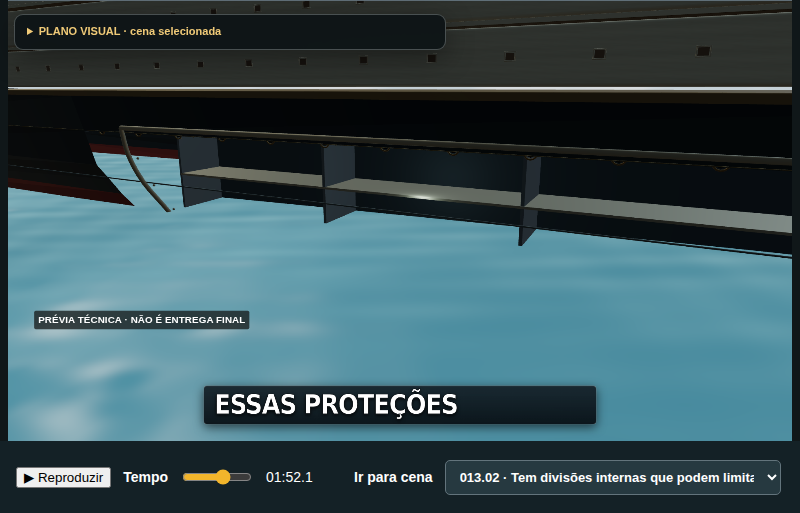 ▶ PLANO VISUAL · cena selecionada
PRÉVIA TÉCNICA · NÃO É ENTREGA FINAL
ESSAS PROTEÇÕES
▶ Reproduzir Tempo 01:52.1 Ir para cena 013.02 · Tem divisões internas que podem limita